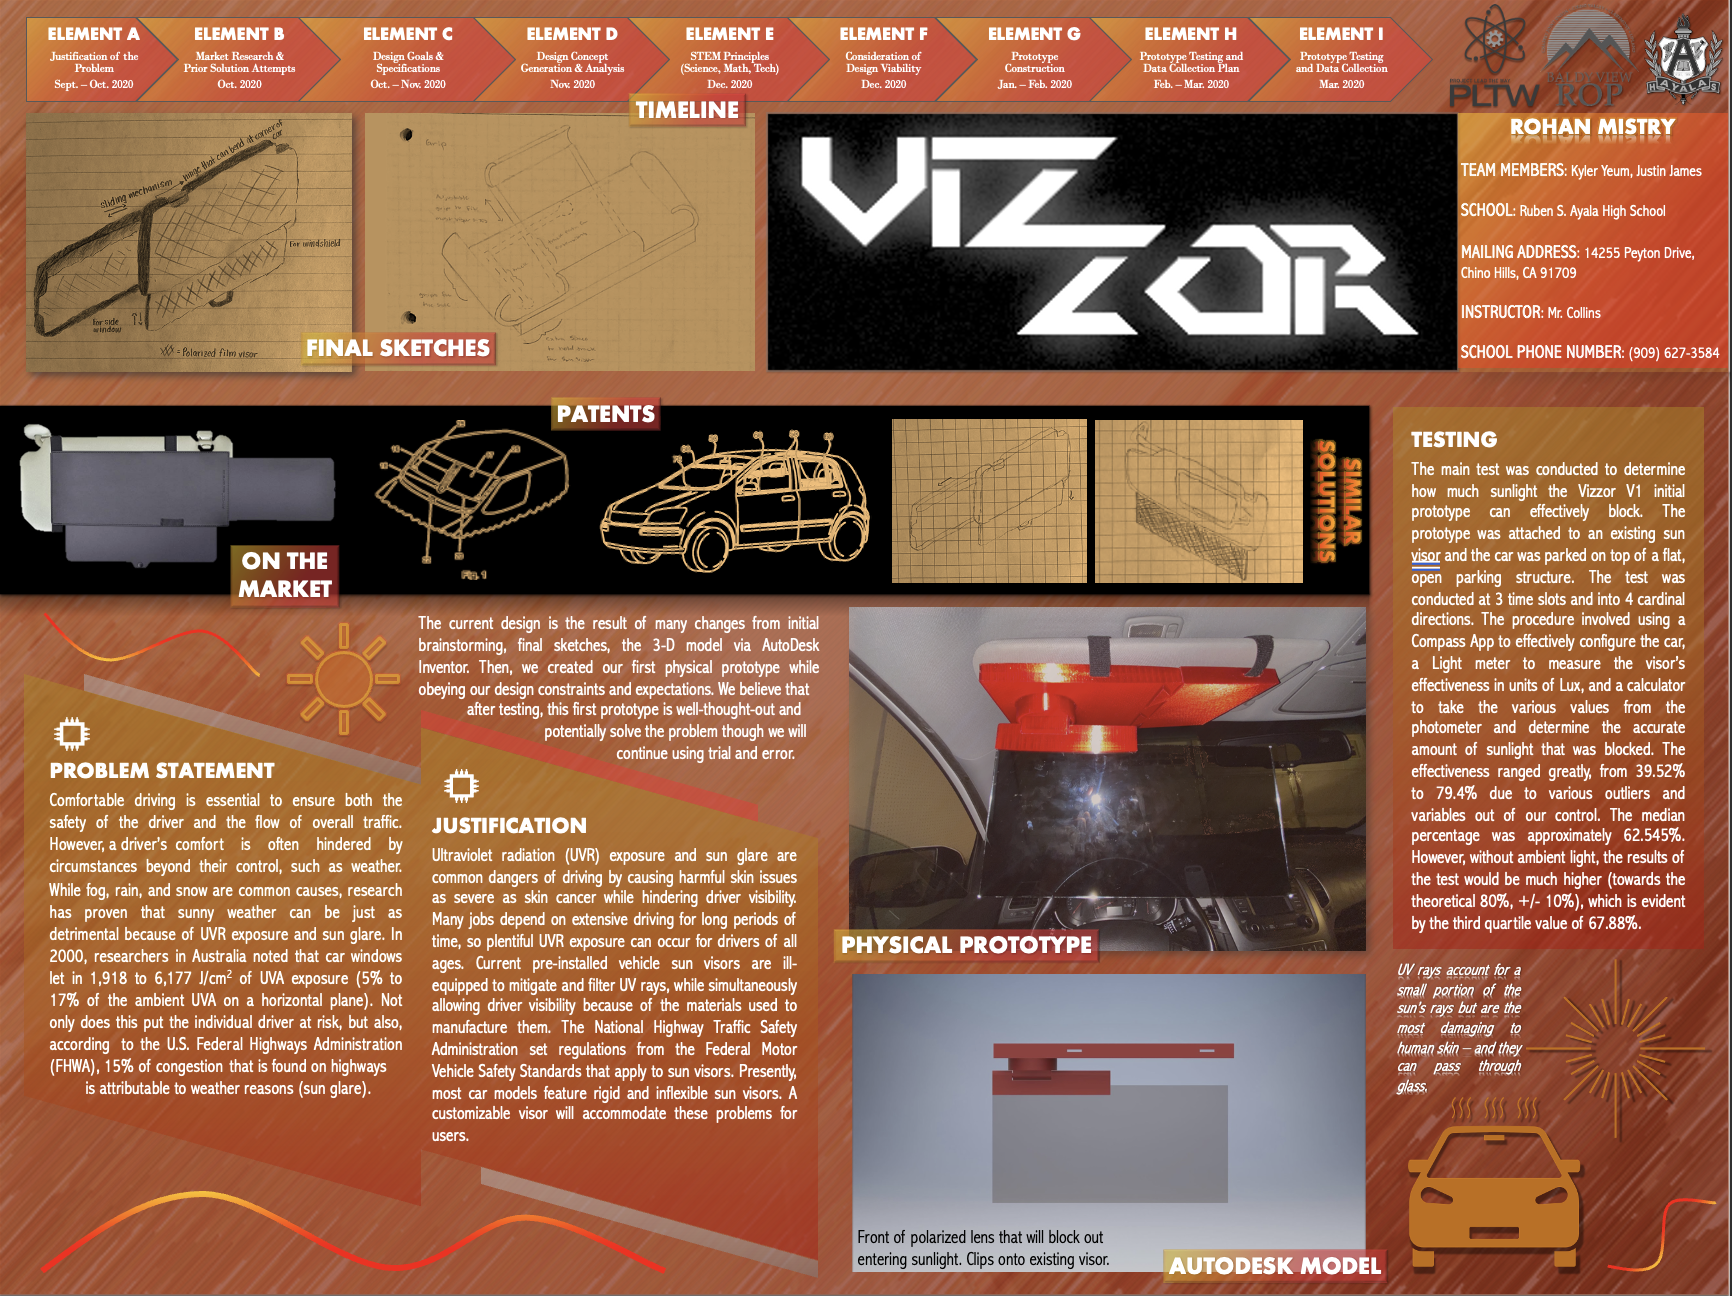 ELEMENT A
Justification of the
Problem
Sept. – Oct. 2020
ELEMENT B
Market Research &
Prior Solution Attempts
Oct. 2020
ELEMENT C
Design Goals &
Specifications
Oct. – Nov. 2020
ELEMENT D
Design Concept
Generation & Analysis
Nov. 2020
ELEMENT E
STEM Principles
(Science, Math, Tech)
Dec. 2020
ELEMENT F
Consideration of
Design Viability
Dec. 2020
ELEMENT G
Prototype
Construction
Jan. – Feb. 2020
ELEMENT H
Prototype Testing and
Data Collection Plan
Feb. – Mar. 2020
ELEMENT I
Prototype Testing
and Data Collection
Mar. 2020
PLTW
BALDY VIEW
ROP
AYALA
TIMELINE
sliding mechanism
hinge that can bend at corner of
car
For windshield
For side
window
= Polarized film visor
FINAL SKETCHES
VIZ
ZOR
ROHAN MISTRY
TEAM MEMBERS: Kyler Yeum, Justin James
SCHOOL: Ruben S. Ayala High School
MAILING ADDRESS: 14255 Peyton Drive,
Chino Hills, CA 91709
INSTRUCTOR: Mr. Collins
SCHOOL PHONE NUMBER: (909) 627-3584
PATENTS
ON THE
MARKET
FIG. 1
SIMILAR
SOLUTIONS
The current design is the result of many changes from initial
brainstorming, final sketches, the 3-D model via AutoDesk
Inventor. Then, we created our first physical prototype while
obeying our design constraints and expectations. We believe that
after testing, this first prototype is well-thought-out and
potentially solve the problem though we will
continue using trial and error.
PROBLEM STATEMENT
Comfortable driving is essential to ensure both the
safety of the driver and the flow of overall traffic.
However, a driver's comfort is often hindered by
circumstances beyond their control, such as weather.
While fog, rain, and snow are common causes, research
has proven that sunny weather can be just as
detrimental because of UVR exposure and sun glare. In
2000, researchers in Australia noted that car windows
let in 1,918 to 6,177 J/cm² of UVA exposure (5% to
17% of the ambient UVA on a horizontal plane). Not
only does this put the individual driver at risk, but also,
according to the U.S. Federal Highways Administration
(FHWA), 15% of congestion that is found on highways
is attributable to weather reasons (sun glare).
JUSTIFICATION
Ultraviolet radiation (UVR) exposure and sun glare are
common dangers of driving by causing harmful skin issues
as severe as skin cancer while hindering driver visibility.
Many jobs depend on extensive driving for long periods of
time, so plentiful UVR exposure can occur for drivers of all
ages. Current pre-installed vehicle sun visors are ill-
equipped to mitigate and filter UV rays, while simultaneously
allowing driver visibility because of the materials used to
manufacture them. The National Highway Traffic Safety
Administration set regulations from the Federal Motor
Vehicle Safety Standards that apply to sun visors. Presently,
most car models feature rigid and inflexible sun visors. A
customizable visor will accommodate these problems for
users.
PHYSICAL PROTOTYPE
Front of polarized lens that will block out
entering sunlight. Clips onto existing visor.
AUTODESK MODEL
TESTING
The main test was conducted to determine
how much sunlight the Vizzor V1 initial
prototype can effectively block. The
prototype was attached to an existing sun
visor and the car was parked on top of a flat,
open parking structure. The test was
conducted at 3 time slots and into 4 cardinal
directions. The procedure involved using a
Compass App to effectively configure the car,
a Light meter to measure the visor's
effectiveness in units of Lux, and a calculator
to take the various values from the
photometer and determine the accurate
amount of sunlight that was blocked. The
effectiveness ranged greatly, from 39.52%
to 79.4% due to various outliers and
variables out of our control. The median
percentage was approximately 62.545%.
However, without ambient light, the results of
the test would be much higher (towards the
theoretical 80%, +/- 10%), which is evident
by the third quartile value of 67.88%.
UV rays account for a
small portion of the
sun's rays but are the
most damaging to
human skin – and they
can pass through
glass.